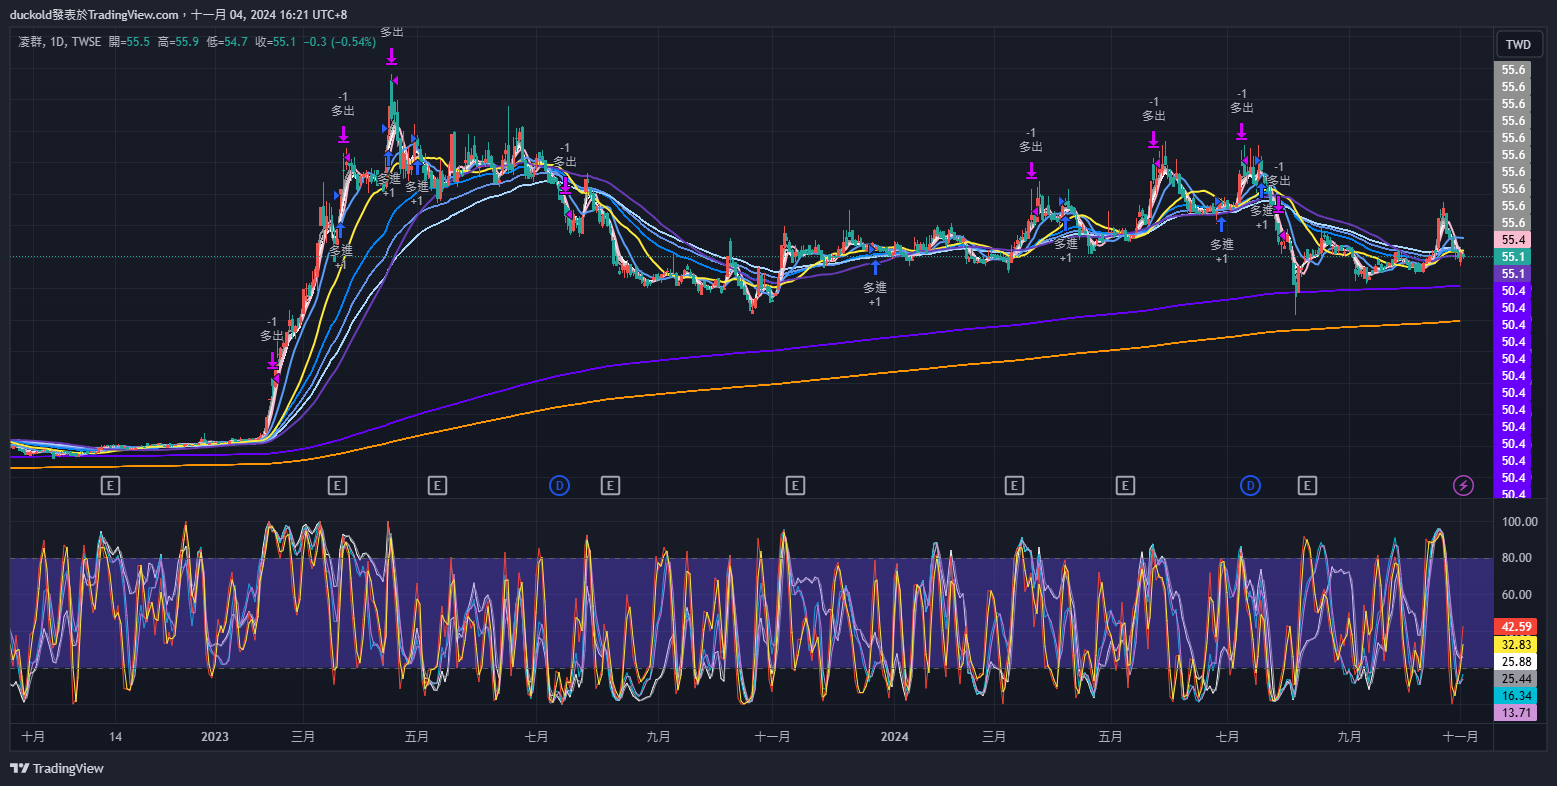 duckold發表於TradingView.com，十一月 04, 2024 16:21 UTC+8
凌群, 1D, TWSE 開=55.5 高=55.9 低=54.7 收=55.1 −0.3 (−0.54%)
TWD
多出
-1
多出
-1
多出
多進
+1
多進
+1
多進
+1
-1
多出
-1
多出
-1
多出
-1
多出
-1
多出
多進
+1
多進
+1
多進
+1
多進
+1
55.6
55.6
55.6
55.6
55.6
55.6
55.6
55.6
55.6
55.6
55.4
55.1
55.1
50.4
50.4
50.4
50.4
50.4
50.4
50.4
50.4
50.4
50.4
50.4
50.4
50.4
E
E
E
D
E
E
E
E
D
E
100.00
80.00
60.00
42.59
32.83
25.88
25.44
16.34
13.71
十月
14
2023
三月
五月
七月
九月
十一月
2024
三月
五月
七月
九月
十一月
TradingView